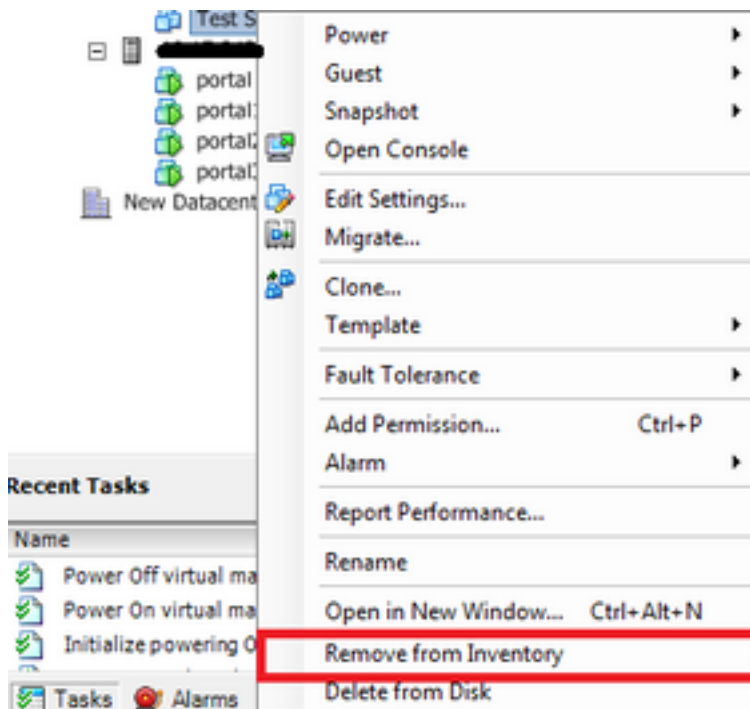 Test S
portal
portal
portal
portal
New Datacent
Power
Guest
Snapshot
Open Console
Edit Settings...
Migrate...
Clone...
Template
Fault Tolerance
Add Permission... Ctrl+P
Alarm
Report Performance...
Rename
Open in New Window... Ctrl+Alt+N
Remove from Inventory
Delete from Disk
Recent Tasks
Name
Power Off virtual ma
Power On virtual ma
Initialize powering O
Tasks Alarms